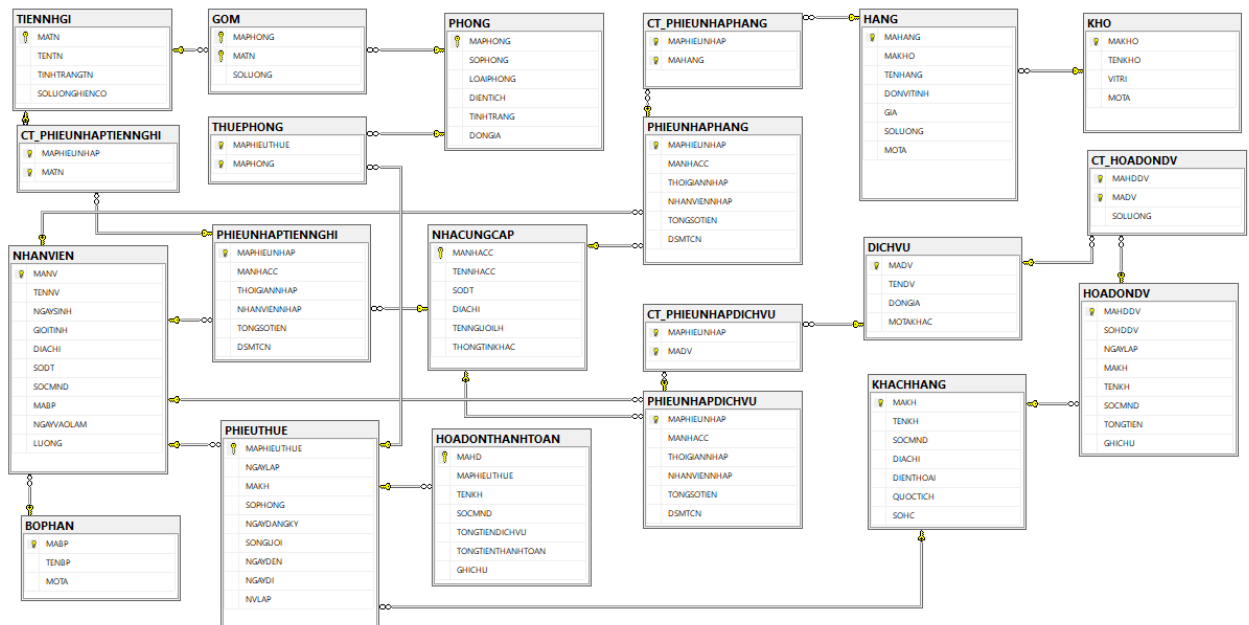 TIENNHGI
MATN
TENTN
TINHTRANGTN
SOLUONGHIENCO
GOM
MAPHONG
MATN
SOLUONG
PHONG
MAPHONG
SOPHONG
LOAIPHONG
DIENTICH
TINHTRANG
DONGIA
CT_PHIEUNHAPHANG
MAPHIEUNHAP
MAHANG
HANG
MAHANG
MAKHO
TENHANG
DONVITINH
GIA
SOLUONG
MOTA
KHO
MAKHO
TENKHO
VITRI
MOTA
CT_PHIEUNHAPTIENNGHI
MAPHIEUNHAP
MATN
THUEPHONG
MAPHIEUTHUE
MAPHONG
PHIEUNHAPHANG
MAPHIEUNHAP
MANHACC
THOIGIANNHAP
NHANVIENNHAP
TONGSOTIEN
DSMTCN
CT_HOADONDV
MAHDDV
MADV
SOLUONG
NHANVIEN
MANV
TENNV
NGAYSINH
GIOITINH
DIACHI
SODT
SOCMND
MABP
NGAYVAOLAM
LUONG
PHIEUNHAPTIENNGHI
MAPHIEUNHAP
MANHACC
THOIGIANNHAP
NHANVIENNHAP
TONGSOTIEN
DSMTCN
NHACUNGCAP
MANHACC
TENNHACC
SODT
DIACHI
TENNGUOILH
THONGTINKHAC
DICHVU
MADV
TENDV
DONGIA
MOTAKHAC
HOADONDV
MAHDDV
SOHDDV
NGAYLAP
MAKH
TENKH
SOCMND
TONGTIEN
GHICHU
CT_PHIEUNHAPDICHVU
MAPHIEUNHAP
MADV
KHACHHANG
MAKH
TENKH
SOCMND
DIACHI
DIENTHOAI
QUOCTICH
SOHC
PHIEUNHAPDICHVU
MAPHIEUNHAP
MANHACC
THOIGIANNHAP
NHANVIENNHAP
TONGSOTIEN
DSMTCN
PHIEUTHUE
MAPHIEUTHUE
NGAYLAP
MAKH
SOPHONG
NGAYDANGKY
SONGUOI
NGAYDEN
NGAYDI
NVLAP
HOADONTHANHTOAN
MAHD
MAPHIEUTHUE
TENKH
SOCMND
TONGTIENDICHVU
TONGTIENTHANHTOAN
GHICHU
BOPHAN
MABP
TENBP
MOTA